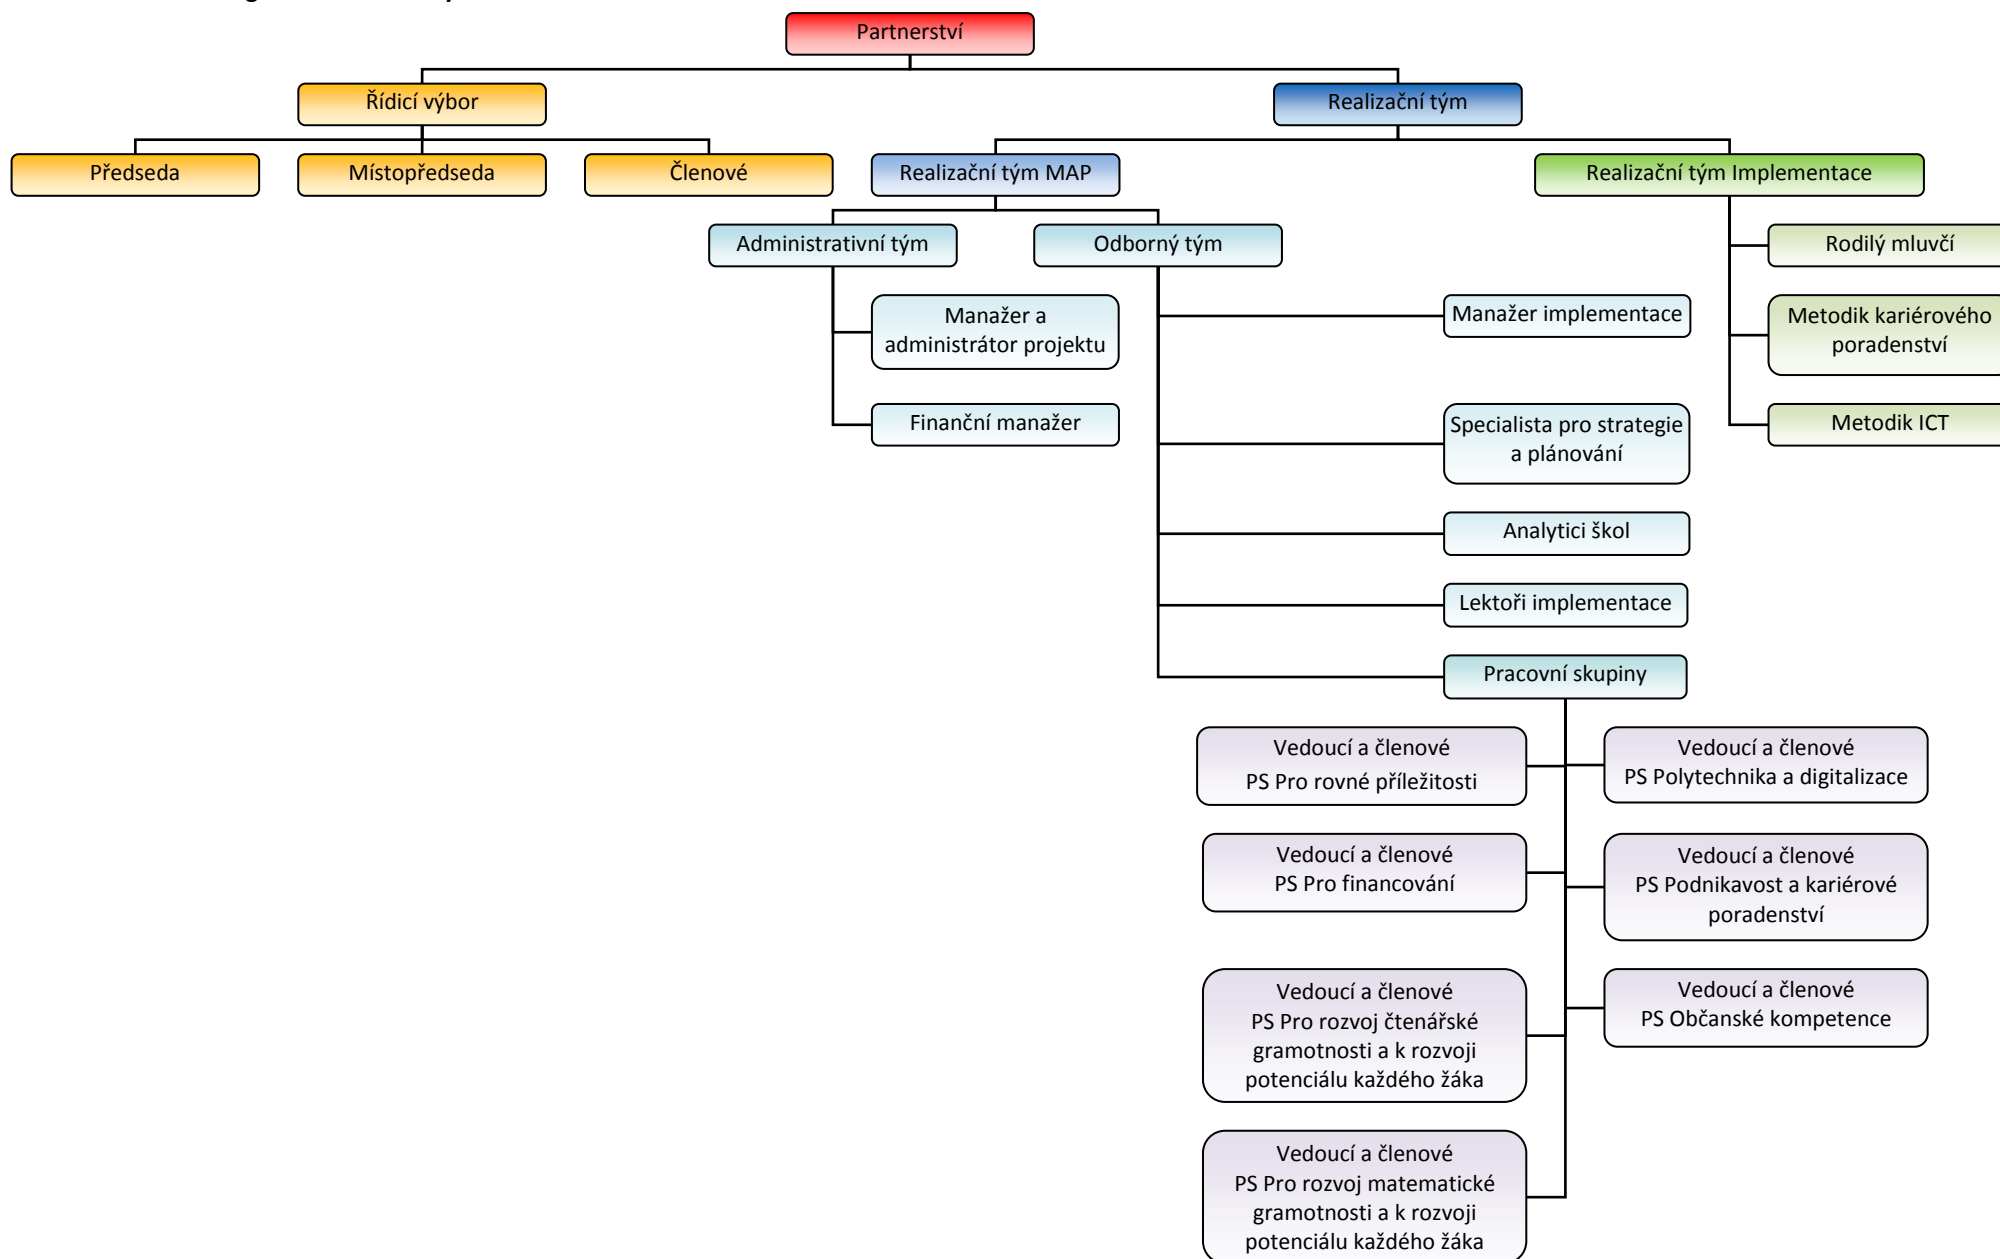 Partnerství
Řídicí výbor
Realizační tým
Předseda
Místopředseda
Členové
Realizační tým MAP
Realizační tým Implementace
Administrativní tým
Odborný tým
Rodilý mluvčí
Manažer a
administrátor projektu
Manažer implementace
Metodik kariérového
poradenství
Finanční manažer
Specialista pro strategie
a plánování
Metodik ICT
Analytici škol
Lektoři implementace
Pracovní skupiny
Vedoucí a členové
PS Pro rovné příležitosti
Vedoucí a členové
PS Polytechnika a digitalizace
Vedoucí a členové
PS Pro financování
Vedoucí a členové
PS Podnikavost a kariérové
poradenství
Vedoucí a členové
PS Pro rozvoj čtenářské
gramotnosti a k rozvoji
potenciálu každého žáka
Vedoucí a členové
PS Občanské kompetence
Vedoucí a členové
PS Pro rozvoj matematické
gramotnosti a k rozvoji
potenciálu každého žáka